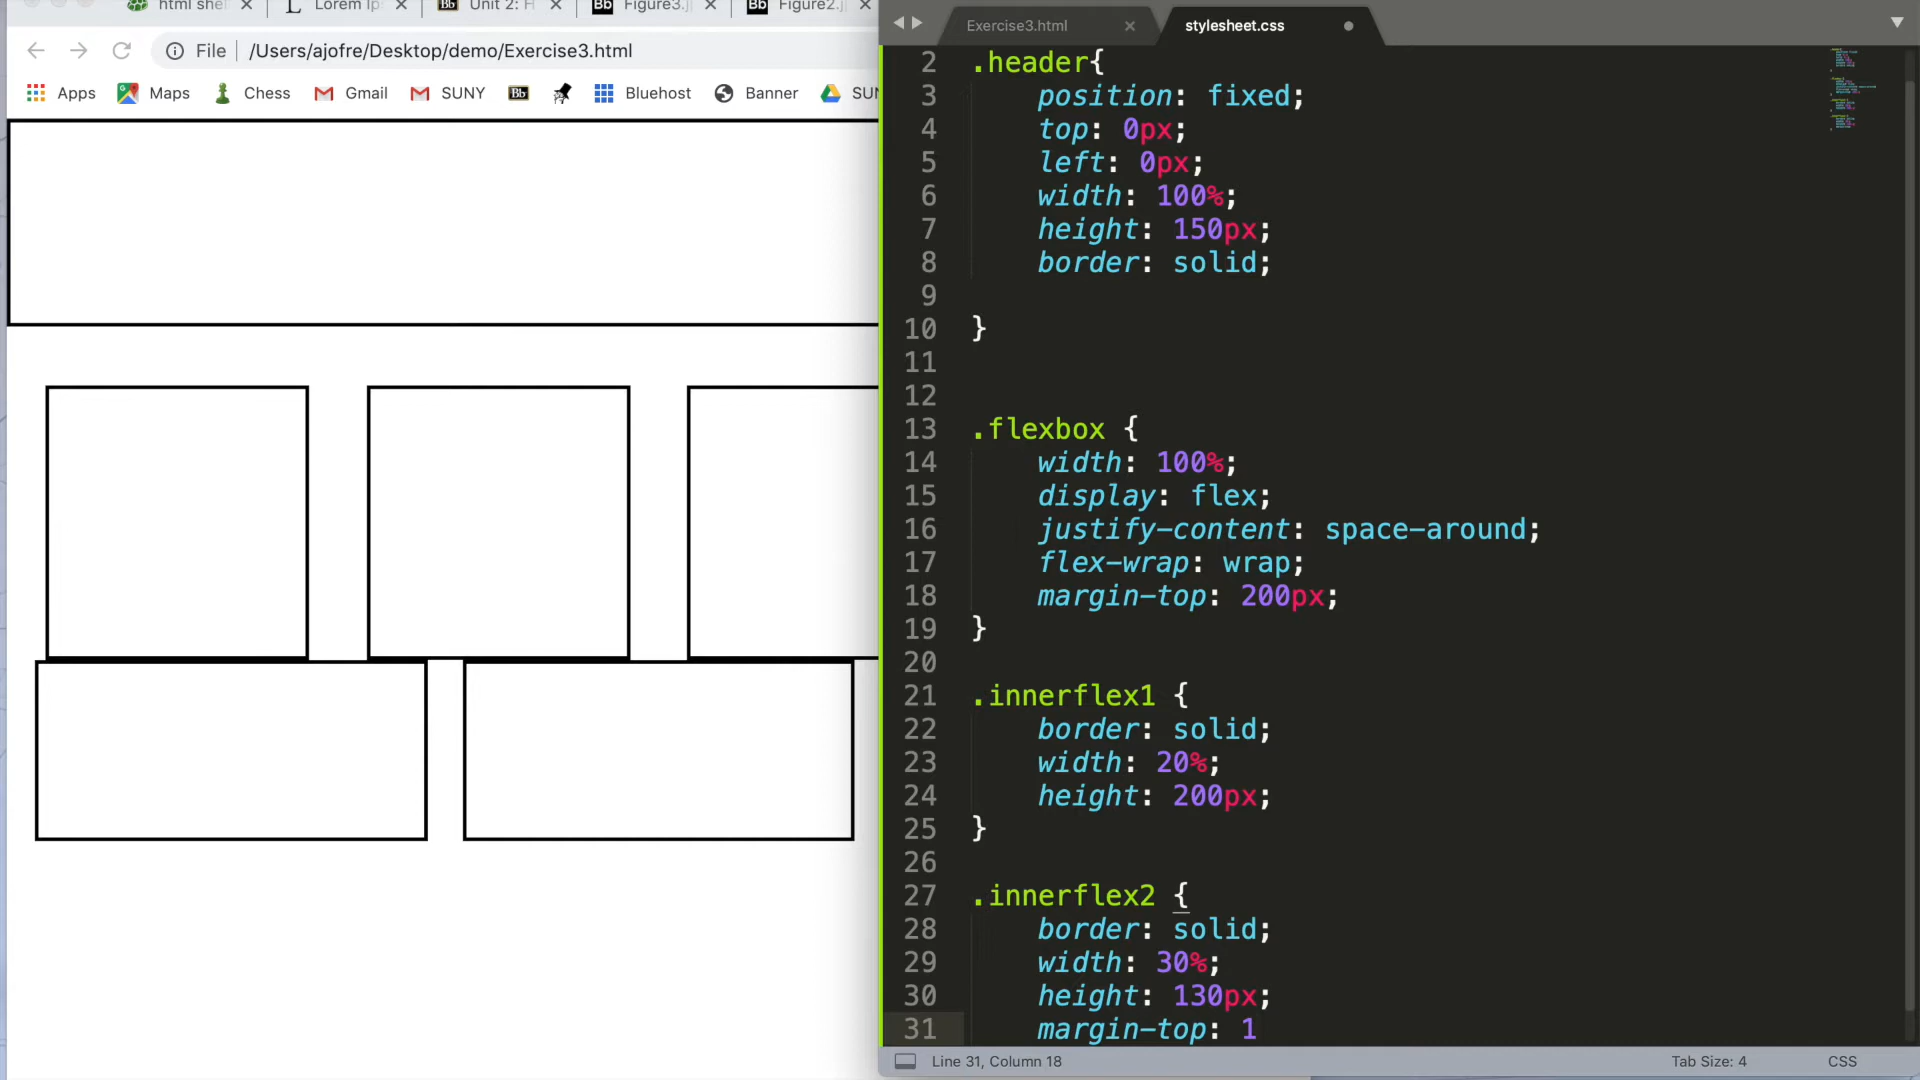 html shel
Lorem Ips
Unit 2: F
Figure3.j
Figure2.j
File /Users/ajofre/Desktop/demo/Exercise3.html
Apps Maps Chess Gmail SUNY Bb Bluehost Banner SUN
Exercise3.html
stylesheet.css
2 .header{
3 position: fixed;
4 top: 0px;
5 left: 0px;
6 width: 100%;
7 height: 150px;
8 border: solid;
9
10 }
11
12
13 .flexbox {
14 width: 100%;
15 display: flex;
16 justify-content: space-around;
17 flex-wrap: wrap;
18 margin-top: 200px;
19 }
20
21 .innerflex1 {
22 border: solid;
23 width: 20%;
24 height: 200px;
25 }
26
27 .innerflex2 {
28 border: solid;
29 width: 30%;
30 height: 130px;
31 margin-top: 1
Line 31, Column 18
Tab Size: 4
CSS